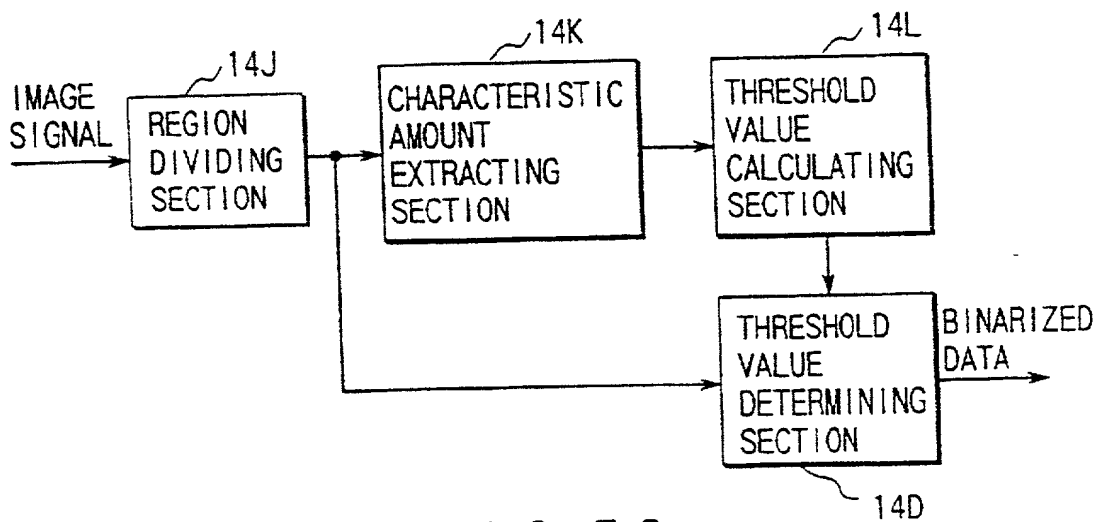 14J
14K
14L
IMAGE
SIGNAL
REGION
DIVIDING
SECTION
CHARACTERISTIC
AMOUNT
EXTRACTING
SECTION
THRESHOLD
VALUE
CALCULATING
SECTION
THRESHOLD
VALUE
DETERMINING
SECTION
BINARIZED
DATA
14D